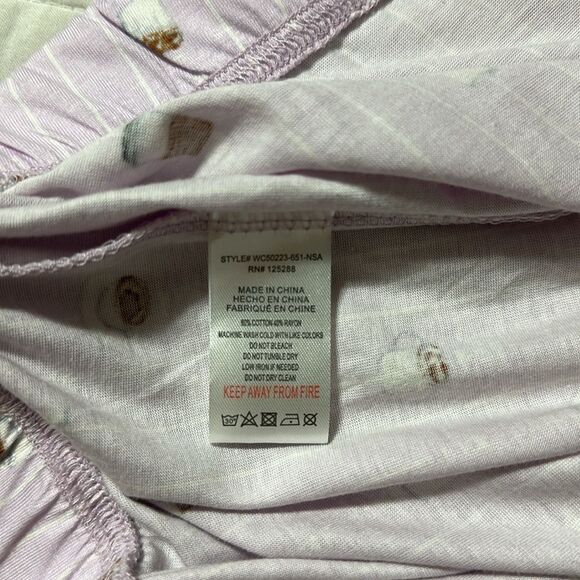 STYLE# WC50223-651-NSA
RN# 125288
MADE IN CHINA
HECHO EN CHINA
FABRIQUÉ EN CHINE
60% COTTON 40% RAYON
MACHINE WASH COLD WITH LIKE COLORS
DO NOT BLEACH
DO NOT TUMBLE DRY
LOW IRON IF NEEDED
DO NOT DRY CLEAN
KEEP AWAY FROM FIRE
30